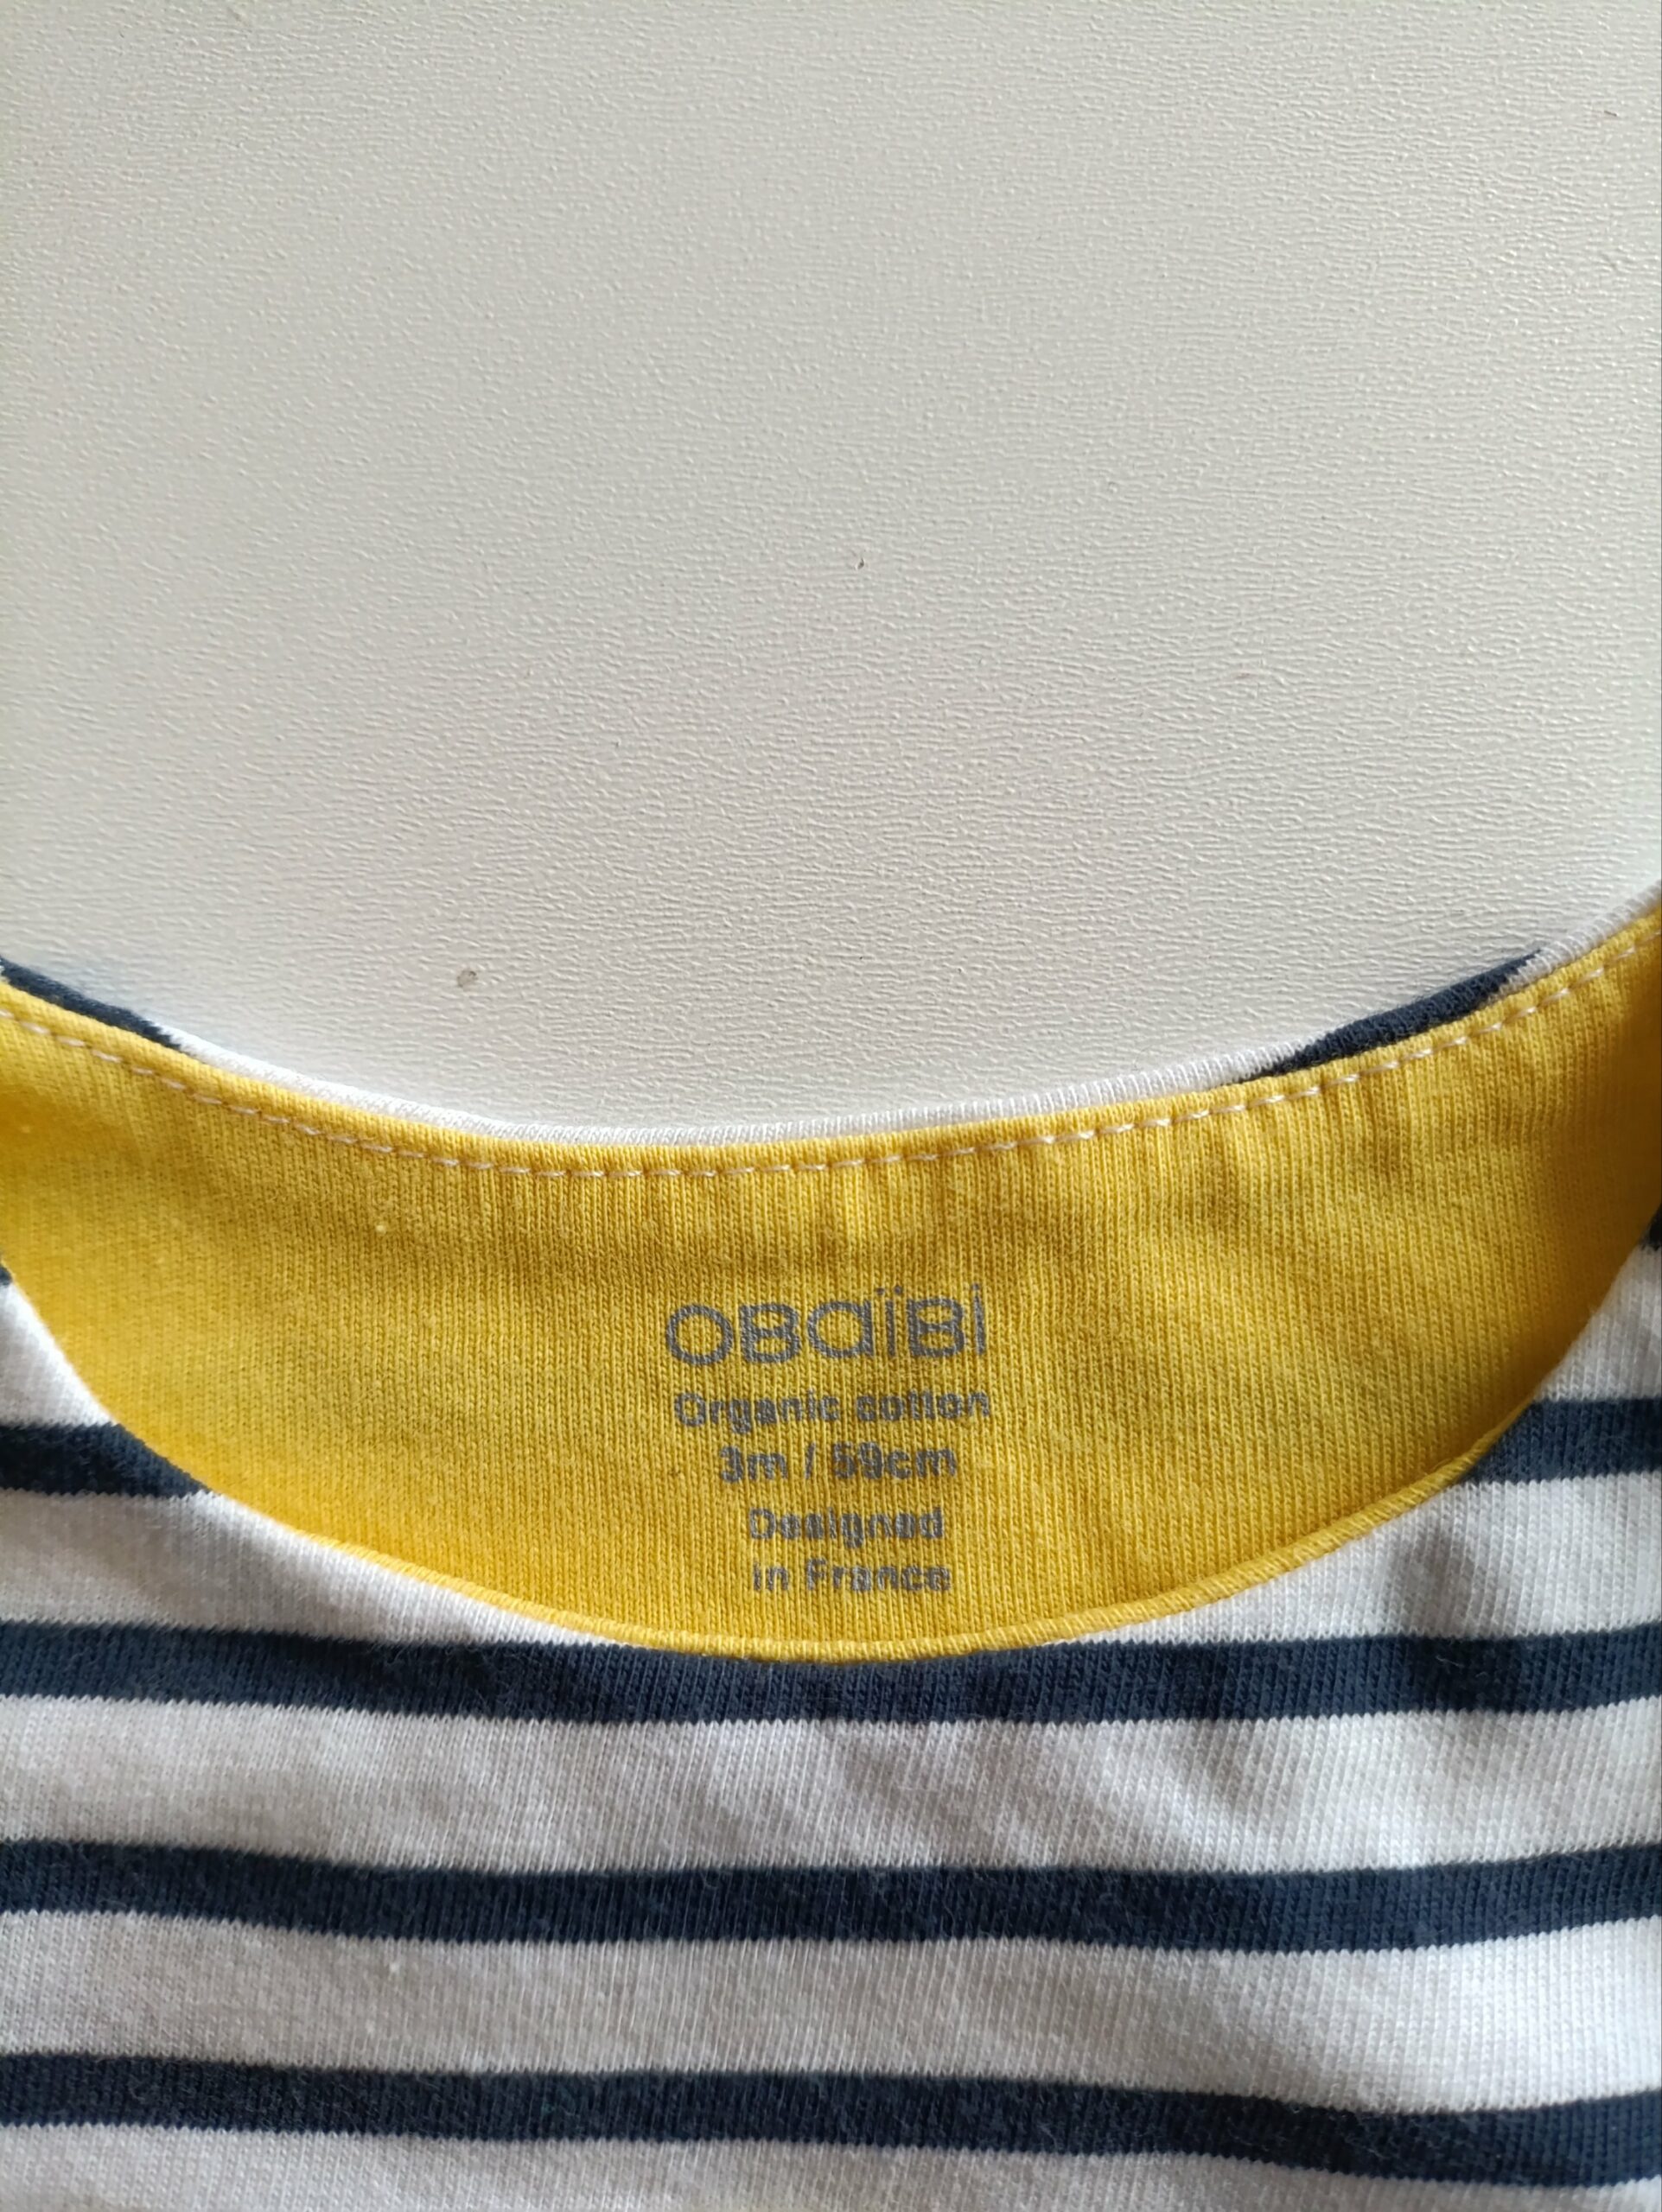 OBaïBi
Organic cotton
3m / 59cm
Designed
in France